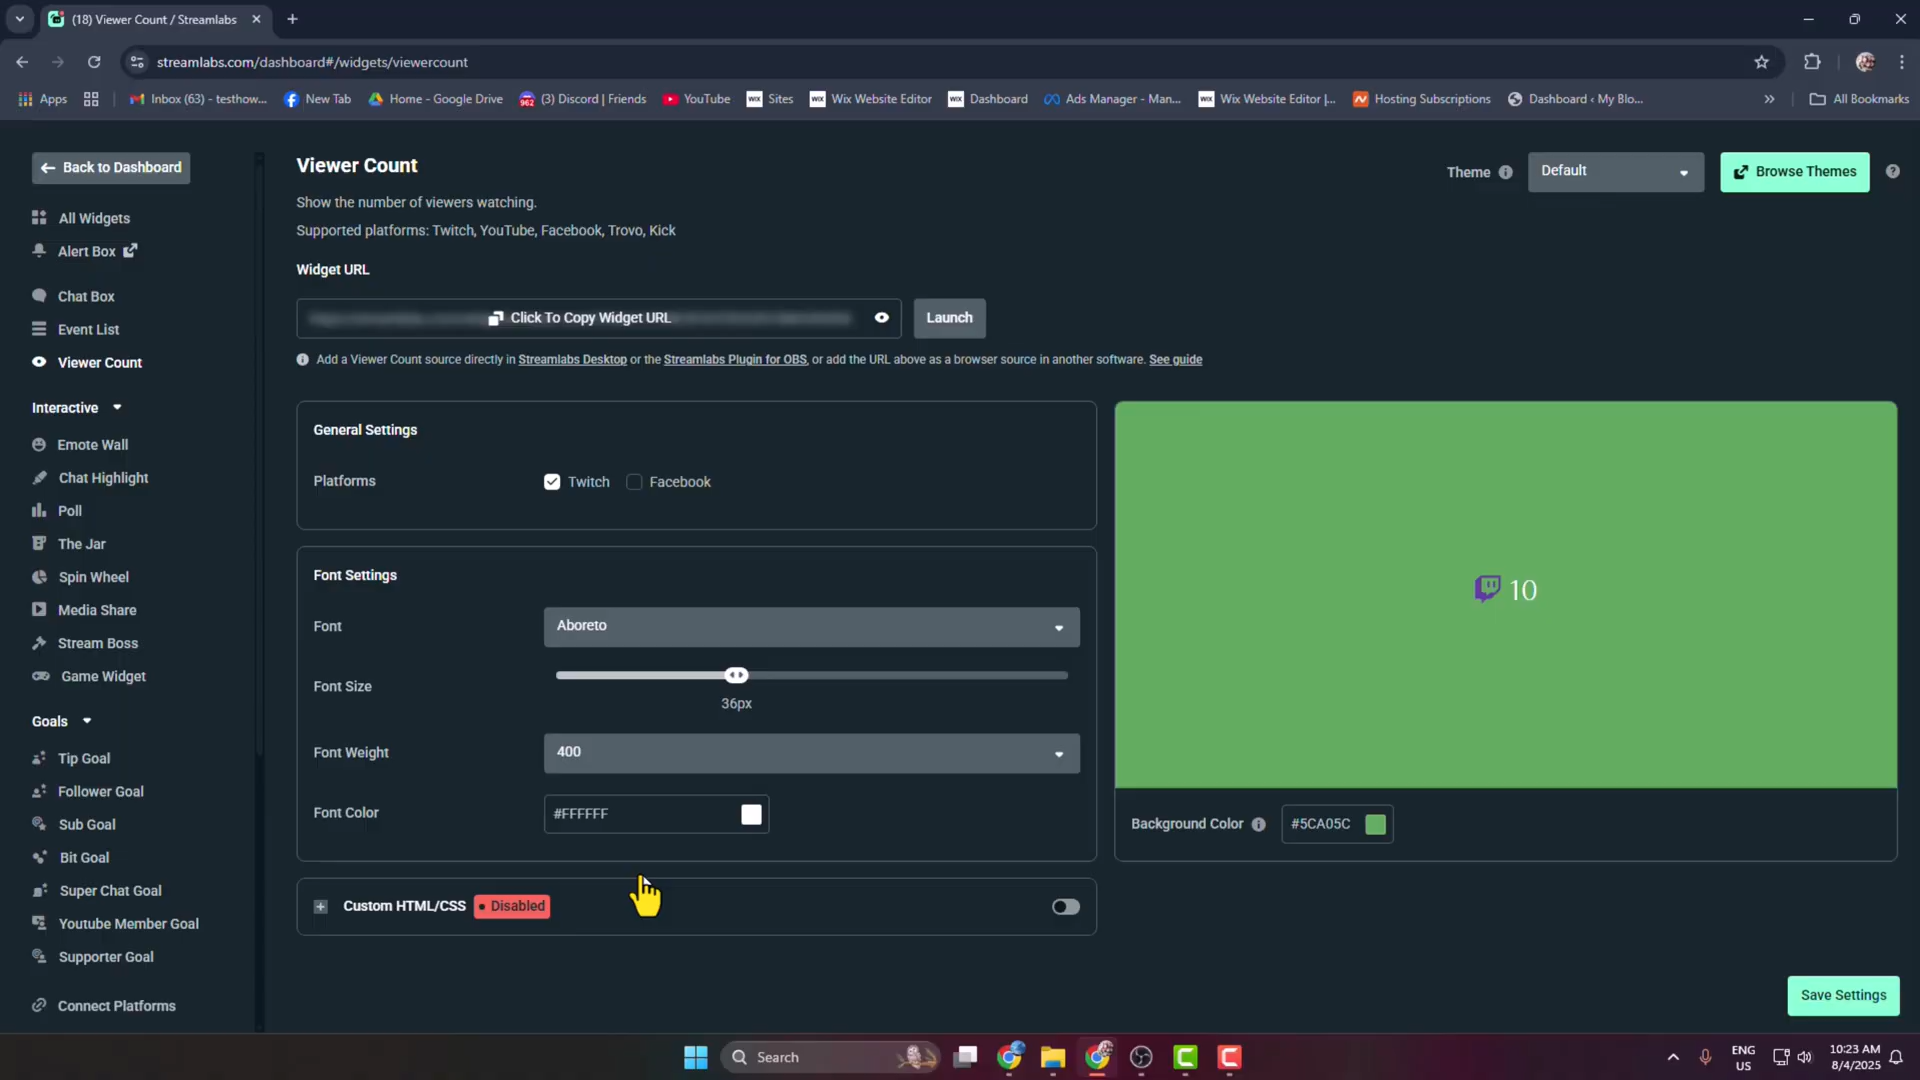 (18) Viewer Count / Streamlabs
streamlabs.com/dashboard#/widgets/viewercount
Apps
Inbox (63) - testhow...
New Tab
Home - Google Drive
962
(3) Discord | Friends
YouTube
WIX
Sites
WIX
Wix Website Editor
WIX
Dashboard
Ads Manager - Man...
WIX
Wix Website Editor |...
Hosting Subscriptions
Dashboard ‹ My Blo...
All Bookmarks
Back to Dashboard
All Widgets
Alert Box
Chat Box
Event List
Viewer Count
Interactive
Emote Wall
Chat Highlight
Poll
The Jar
Spin Wheel
Media Share
Stream Boss
Game Widget
Goals
Tip Goal
Follower Goal
Sub Goal
Bit Goal
Super Chat Goal
Youtube Member Goal
Supporter Goal
Connect Platforms
Viewer Count
Show the number of viewers watching.
Supported platforms: Twitch, YouTube, Facebook, Trovo, Kick
Theme
Default
Browse Themes
Widget URL
Click To Copy Widget URL
Launch
Add a Viewer Count source directly in Streamlabs Desktop or the Streamlabs Plugin for OBS, or add the URL above as a browser source in another software. See guide
General Settings
Platforms
Twitch
Facebook
Font Settings
Font
Aboreto
Font Size
36px
Font Weight
400
Font Color
#FFFFFF
Custom HTML/CSS
Disabled
10
Background Color
#5CA05C
Save Settings
Search
ENG
US
10:23 AM
8/4/2025